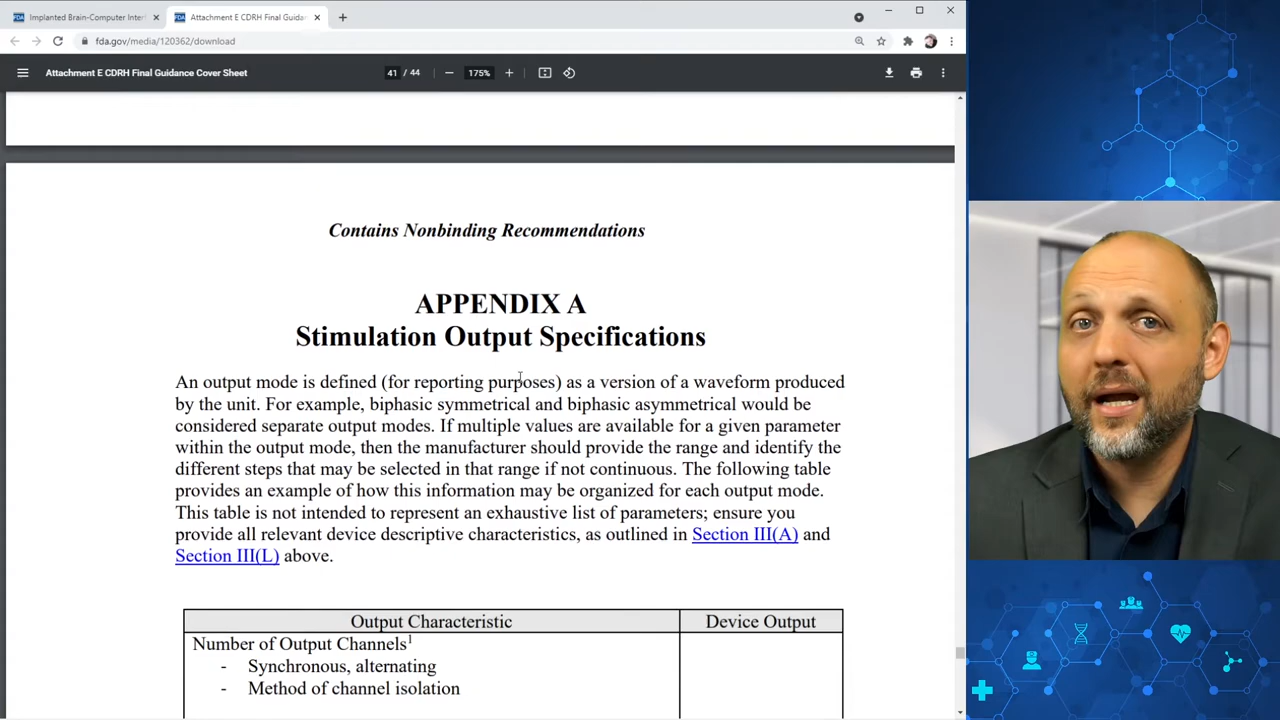 Implanted Brain-Computer Inter
Attachment E CDRH Final Guida
fda.gov/media/120362/download
Attachment E CDRH Final Guidance Cover Sheet
41 / 44
175%
Contains Nonbinding Recommendations
APPENDIX A
Stimulation Output Specifications
An output mode is defined (for reporting purposes) as a version of a waveform produced
by the unit. For example, biphasic symmetrical and biphasic asymmetrical would be
considered separate output modes. If multiple values are available for a given parameter
within the output mode, then the manufacturer should provide the range and identify the
different steps that may be selected in that range if not continuous. The following table
provides an example of how this information may be organized for each output mode.
This table is not intended to represent an exhaustive list of parameters; ensure you
provide all relevant device descriptive characteristics, as outlined in Section III(A) and
Section III(L) above.
Output Characteristic Device Output
Number of Output Channels1
- Synchronous, alternating
- Method of channel isolation